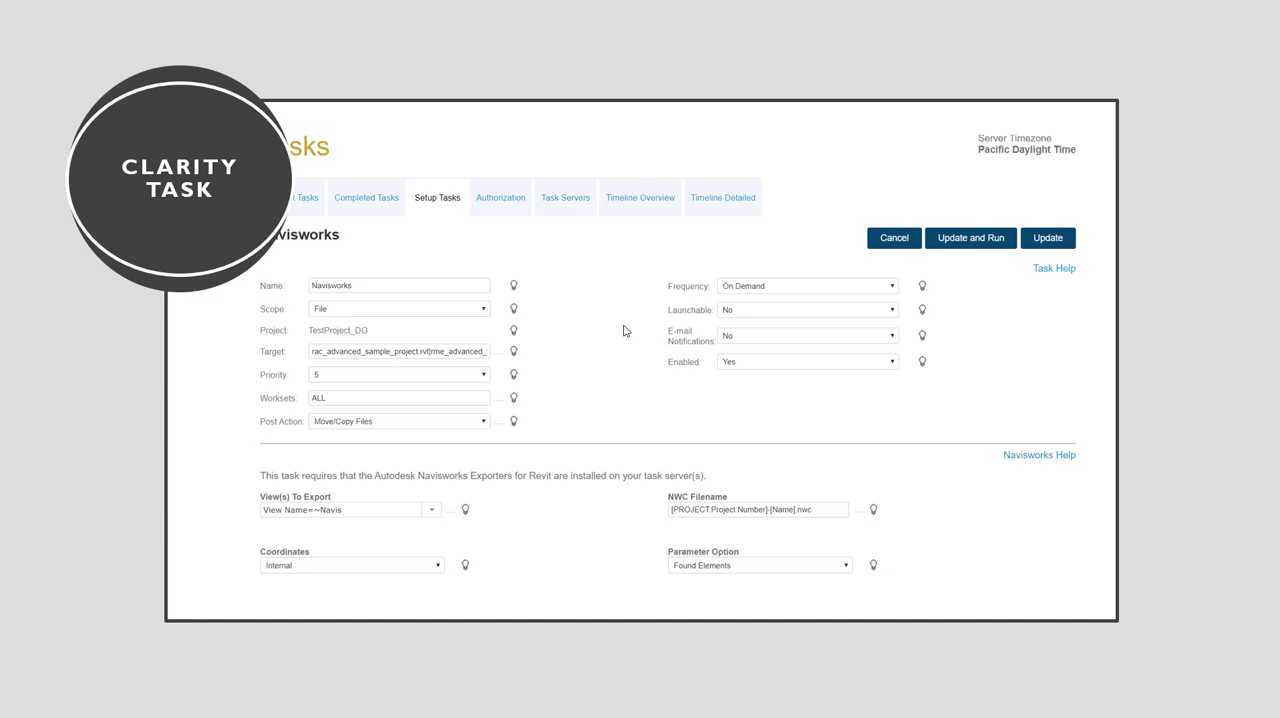 CLARITY
TASK
sks
Server Timezone
Pacific Daylight Time
t Tasks
Completed Tasks
Setup Tasks
Authorization
Task Servers
Timeline Overview
Timeline Detailed
avisworks
Cancel
Update and Run
Update
Task Help
Name: Navisworks
Scope: File
Project: TestProject_DG
Target: rac_advanced_sample_project.rvt|rme_advanced_
Priority: 5
Worksets: ALL
Post Action: Move/Copy Files
Frequency: On Demand
Launchable: No
E-mail
Notifications: No
Enabled: Yes
Navisworks Help
This task requires that the Autodesk Navisworks Exporters for Revit are installed on your task server(s).
View(s) To Export
View Name=~Navis
NWC Filename
[PROJECT:Project Number]-[Name].nwc
Coordinates
Internal
Parameter Option
Found Elements